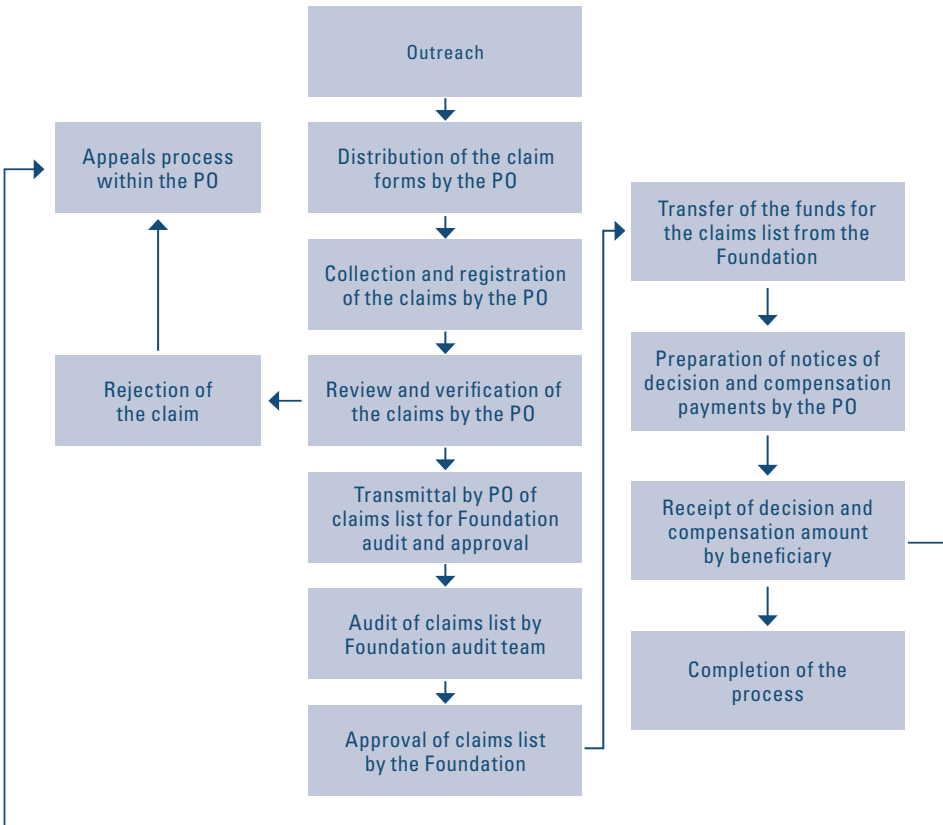 Outreach
Distribution of the claim
forms by the PO
Collection and registration
of the claims by the PO
Review and verification of
the claims by the PO
Rejection of
the claim
Appeals process
within the PO
Transmittal by PO of
claims list for Foundation
audit and approval
Audit of claims list by
Foundation audit team
Approval of claims list
by the Foundation
Transfer of the funds for
the claims list from the
Foundation
Preparation of notices of
decision and compensation
payments by the PO
Receipt of decision and
compensation amount
by beneficiary
Completion of the
process